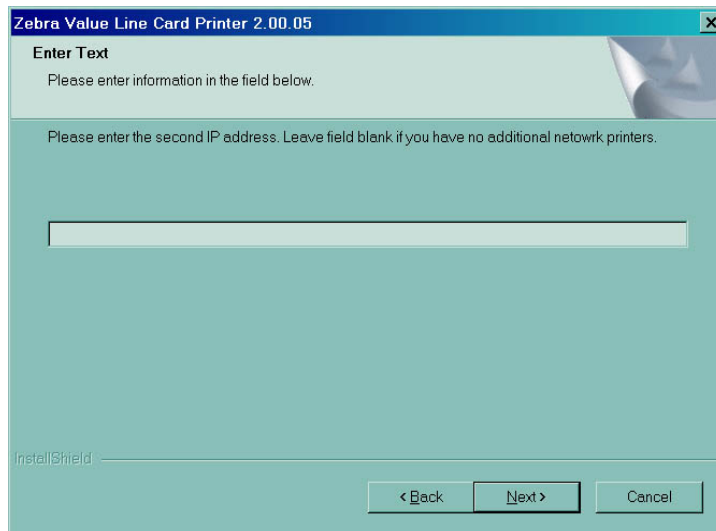 Zebra Value Line Card Printer 2.00.05
Enter Text
Please enter information in the field below.
Please enter the second IP address. Leave field blank if you have no additional netowrk printers.
InstallShield
< Back
Next >
Cancel